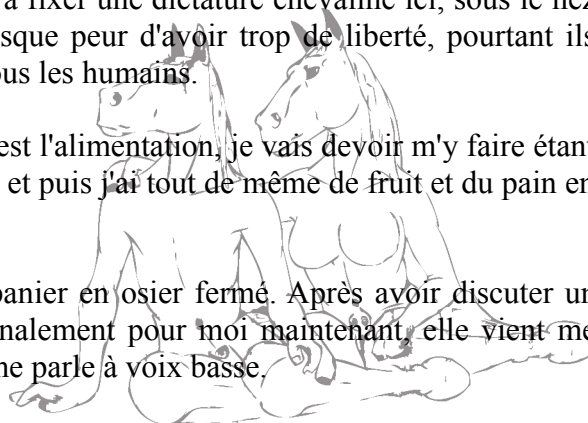 à fixer une dictature chevaline ici, sous le nez
sque peur d'avoir trop de liberté, pourtant ils
ous les humains.
est l'alimentation, je vais devoir m'y faire étant
et puis j'ai tout de même de fruit et du pain en
panier en osier fermé. Après avoir discuter un
nalement pour moi maintenant, elle vient me
ne parle à voix basse.